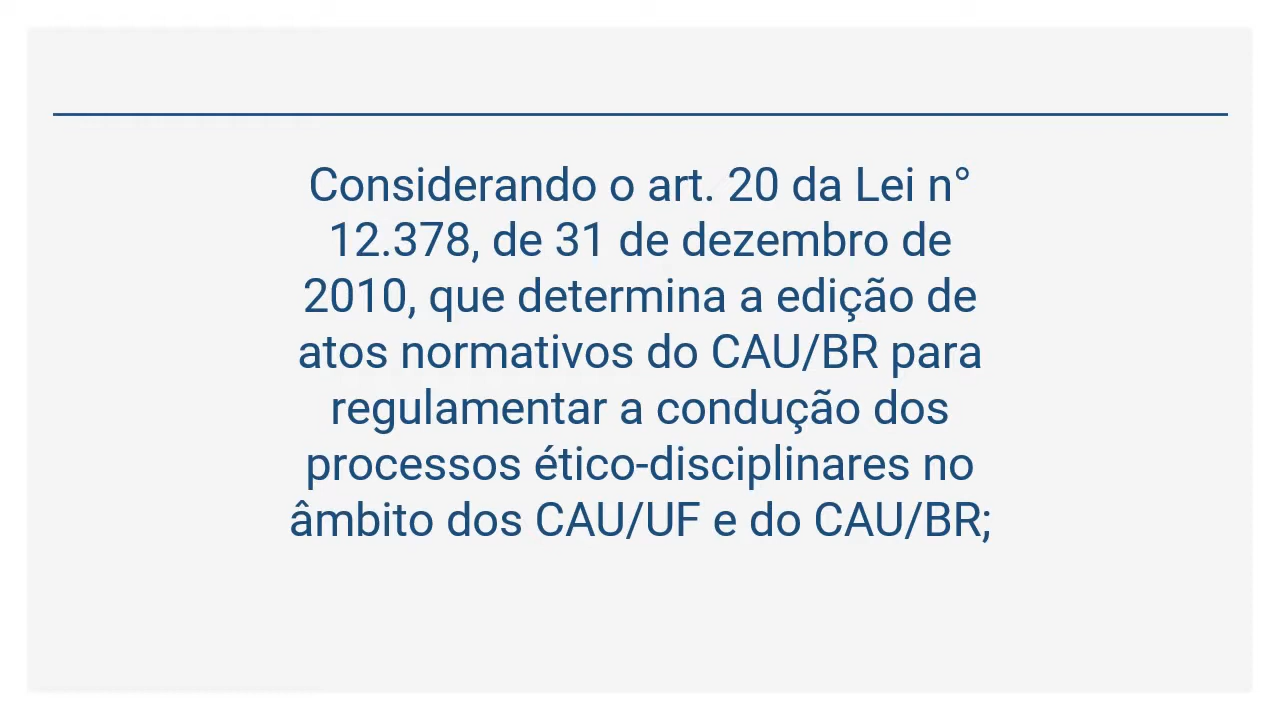 Considerando o art. 20 da Lei n°
12.378, de 31 de dezembro de
2010, que determina a edição de
atos normativos do CAU/BR para
regulamentar a condução dos
processos ético-disciplinares no
âmbito dos CAU/UF e do CAU/BR;